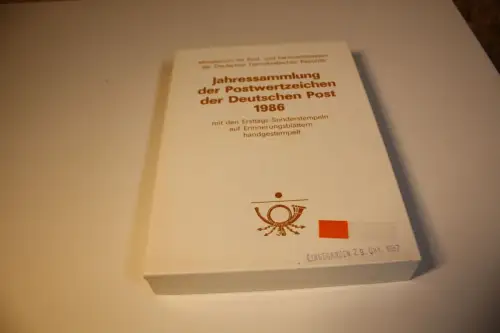 Ministerium für Post- und Fernmeldewesen
der Deutschen Demokratischen Republik
Jahressammlung
der Postwertzeichen
der Deutschen Post
1986
mit den Ersttags-Sonderstempeln
auf Erinnerungsblättern
handgestempelt